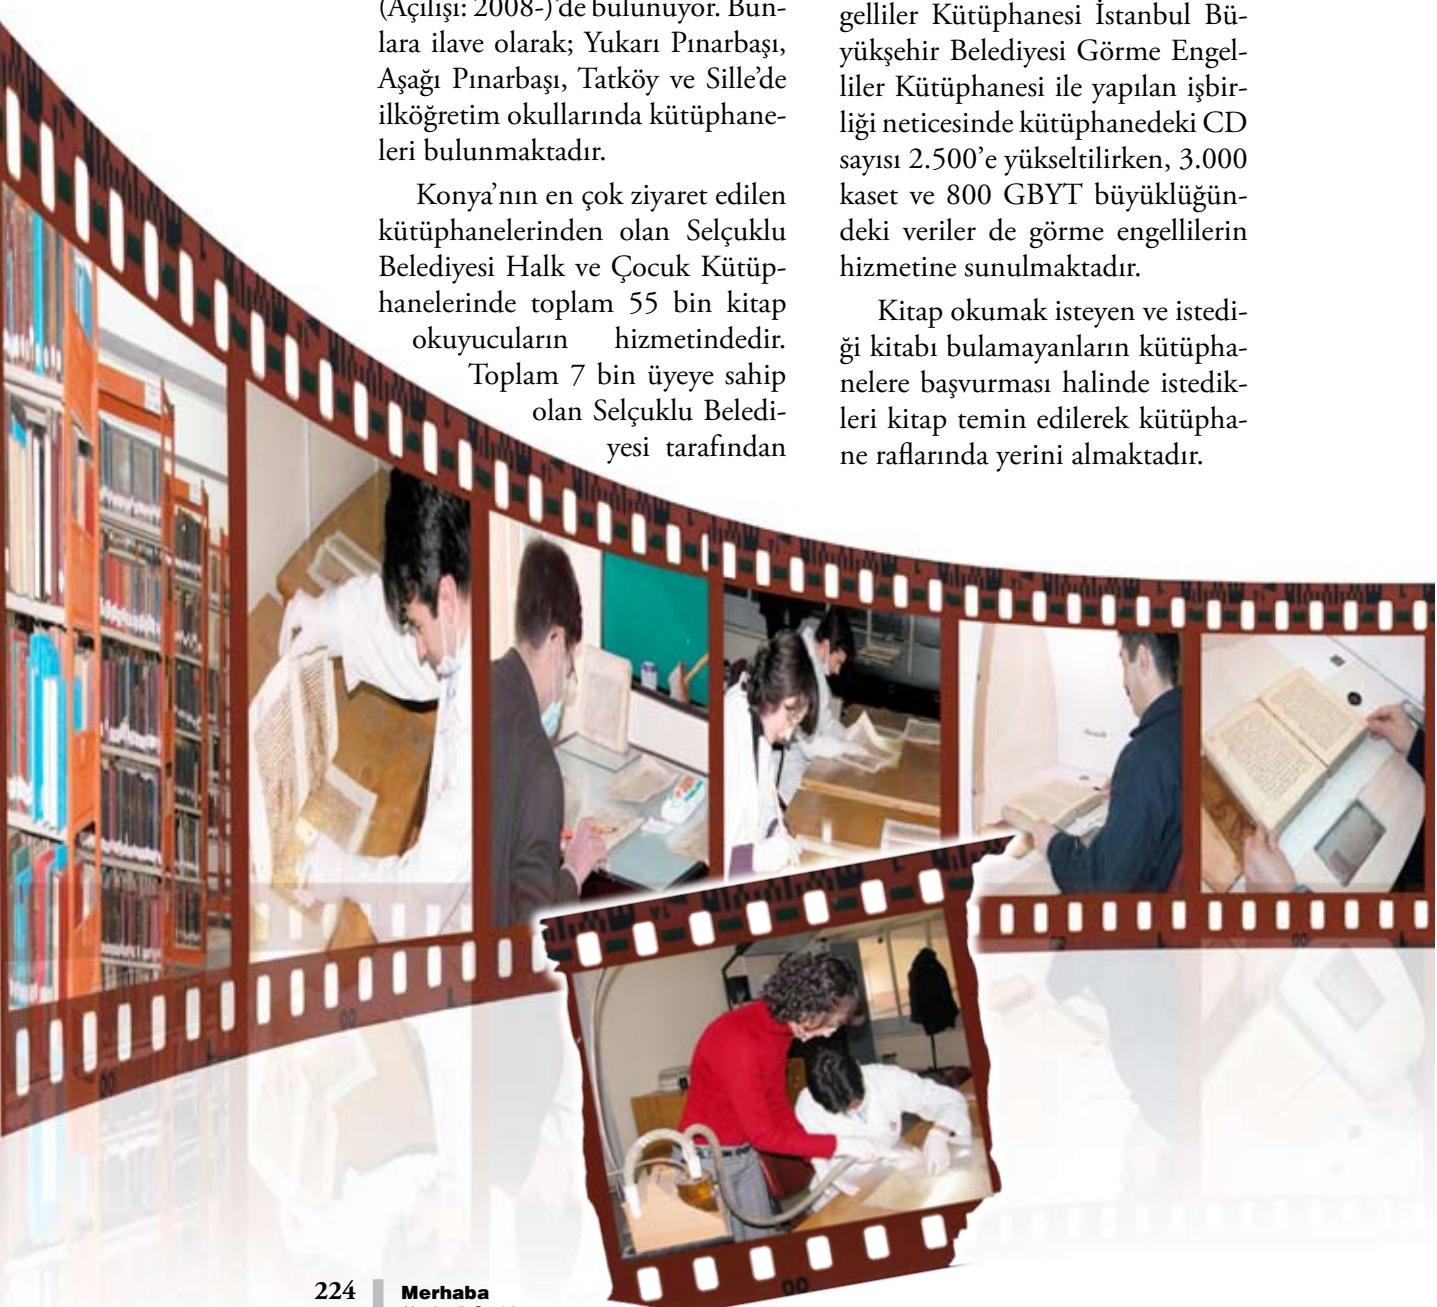 (Açılışı: 2008-)'de bulunuyor. Bun-
lara ilave olarak; Yukarı Pınarbaşı,
Aşağı Pınarbaşı, Tatköy ve Sille'de
ilköğretim okullarında kütüphane-
leri bulunmaktadır.
Konya'nın en çok ziyaret edilen
kütüphanelerinden olan Selçuklu
Belediyesi Halk ve Çocuk Kütüp-
hanelerinde toplam 55 bin kitap
okuyucuların hizmetindedir.
Toplam 7 bin üyeye sahip
olan Selçuklu Beledi-
yesi tarafından
gelliler Kütüphanesi İstanbul Bü-
yükşehir Belediyesi Görme Engel-
liler Kütüphanesi ile yapılan işbir-
liği neticesinde kütüphanedeki CD
sayısı 2.500'e yükseltilirken, 3.000
kaset ve 800 GBYT büyüklüğün-
deki veriler de görme engellilerin
hizmetine sunulmaktadır.
Kitap okumak isteyen ve istedi-
ği kitabı bulamayanların kütüpha-
nelere başvurması halinde istedik-
leri kitap temin edilerek kütüpha-
ne raflarında yerini almaktadır.
224 Merhaba